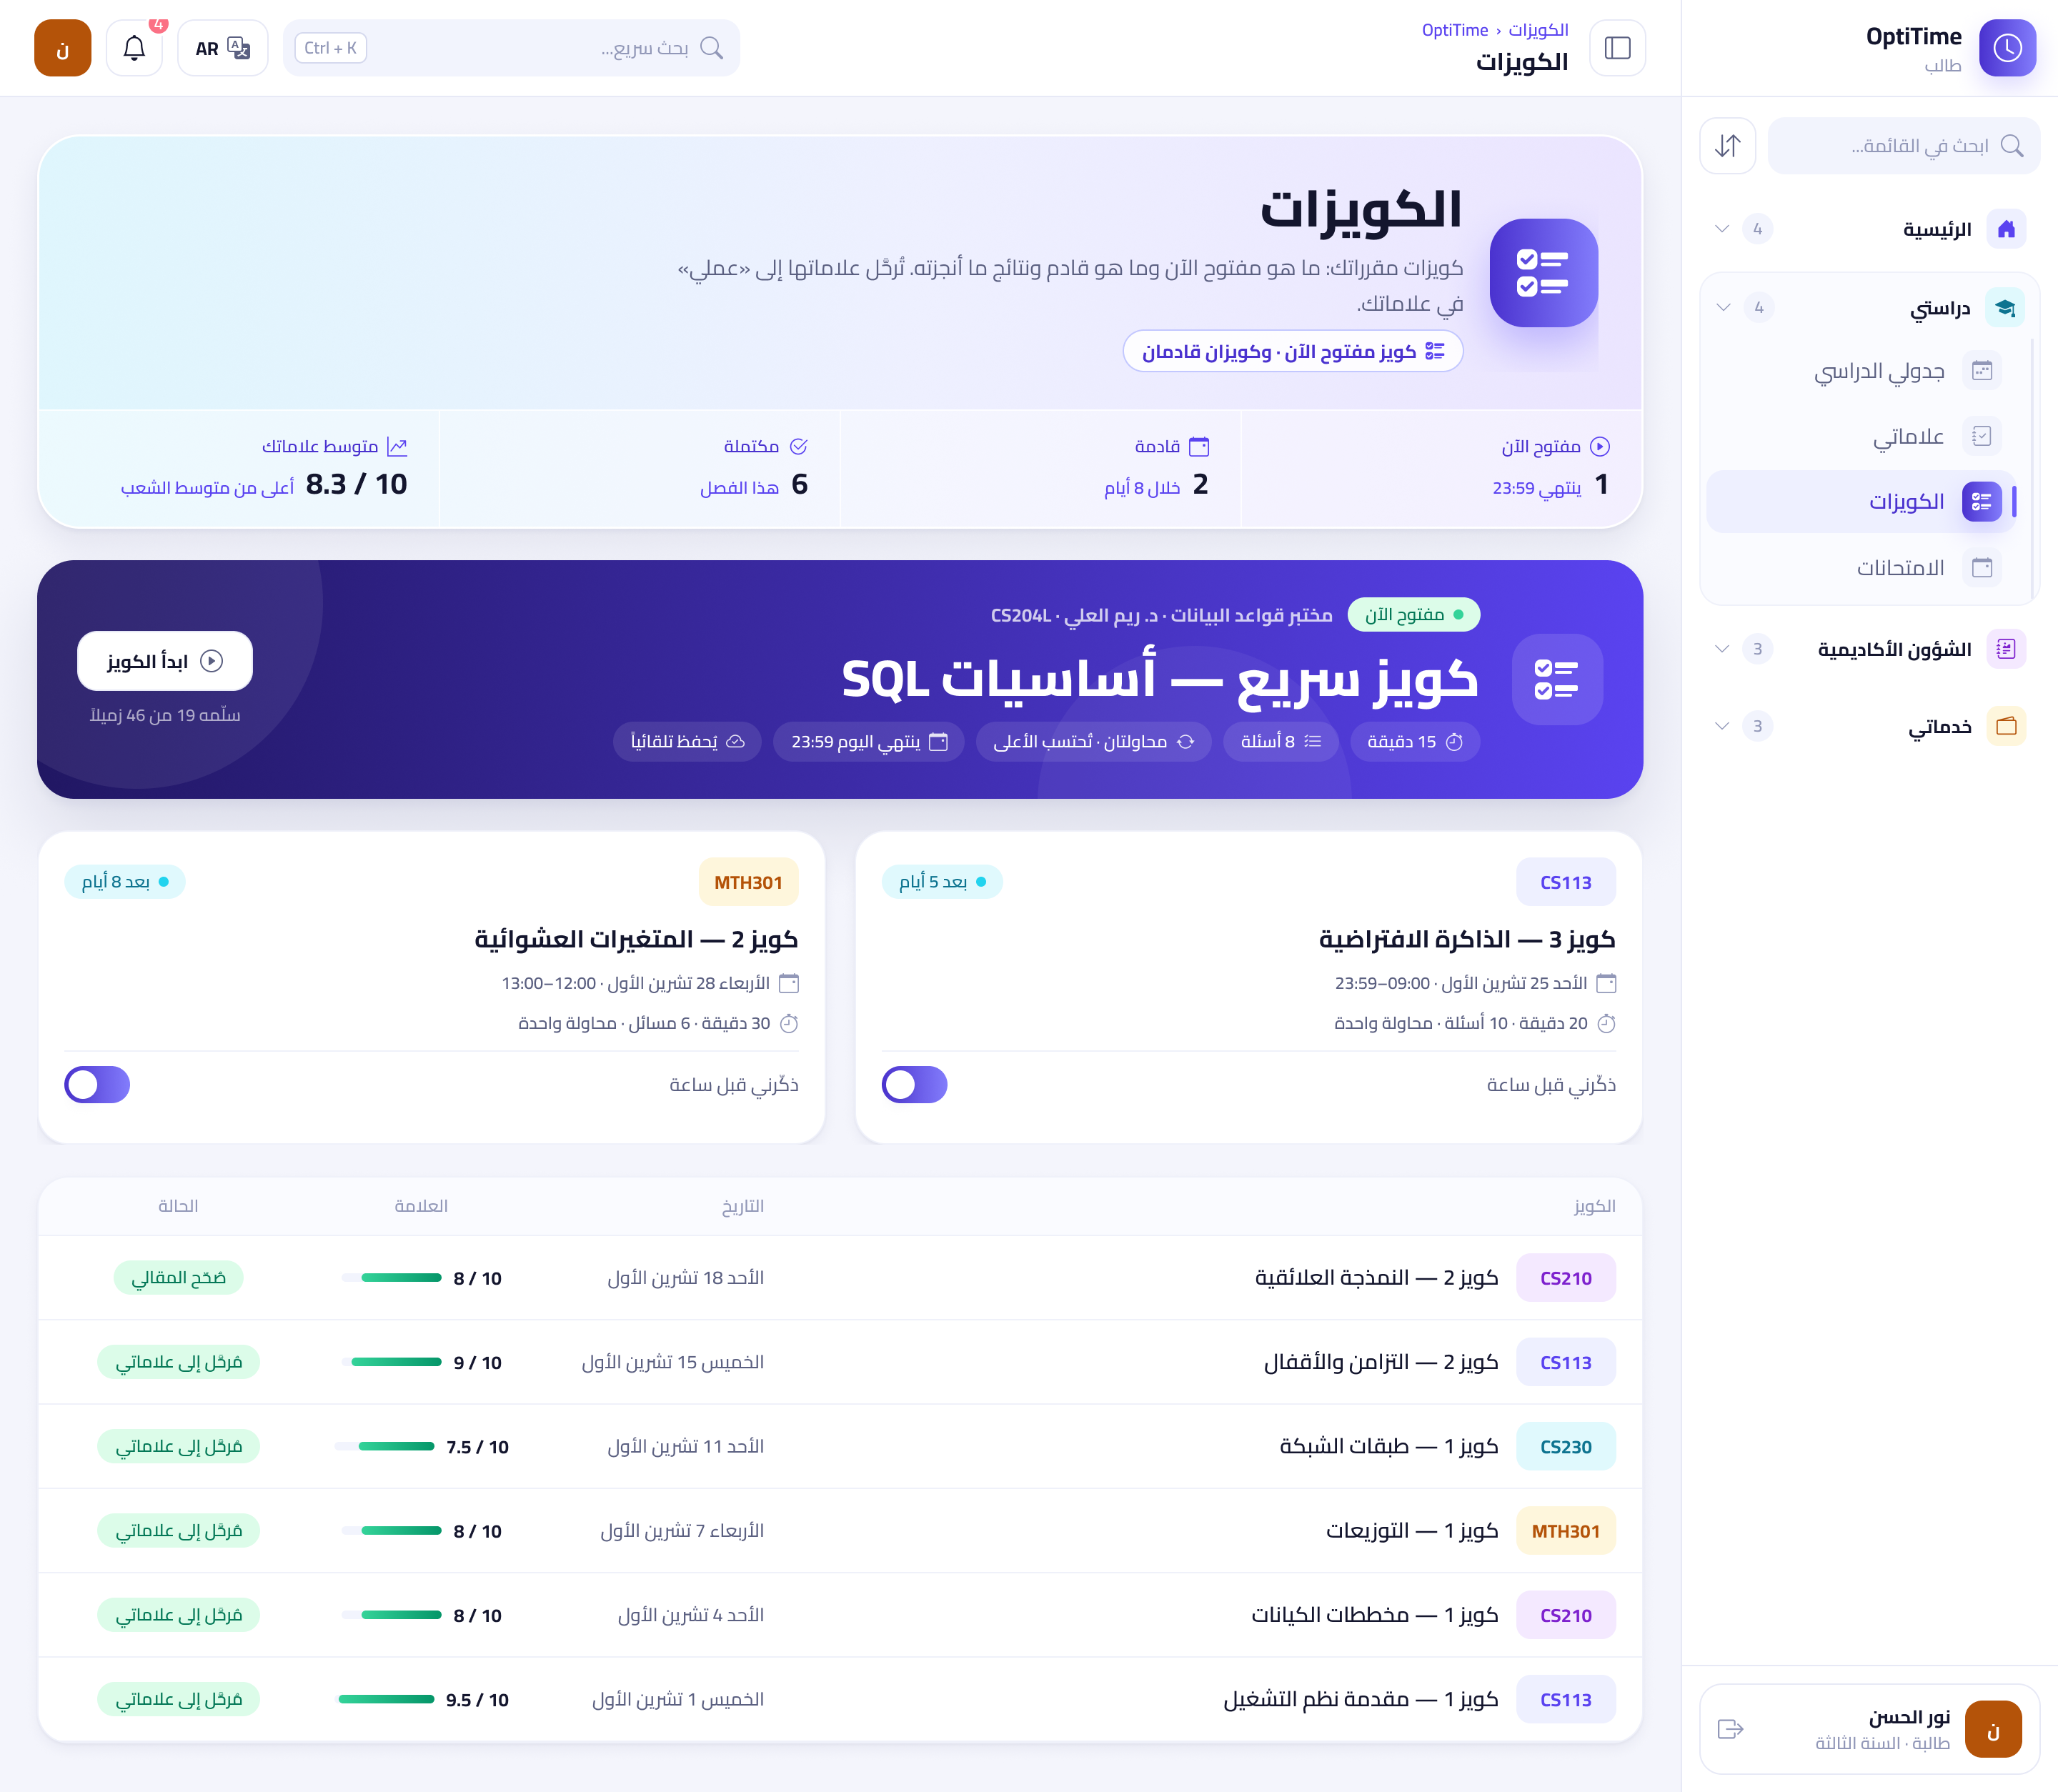 OptiTime
طالب
ابحث في القائمة...
الرئيسية 4
دراستي 4
جدولي الدراسي
علاماتي
الكويزات
الامتحانات
الشؤون الأكاديمية 3
خدماتي 3
نور الحسن
طالبة · السنة الثالثة
ن
OptiTime ‹ الكويزات
الكويزات
بحث سريع...
Ctrl + K
AR
4
ن
الكويزات
كويزات مقرراتك: ما هو مفتوح الآن وما هو قادم ونتائج ما أنجزته. تُرحَّل علاماتها إلى «عملي»
في علاماتك.
كويز مفتوح الآن · وكويزان قادمان
مفتوح الآن
1 ينتهي 23:59
قادمة
2 خلال 8 أيام
مكتملة
6 هذا الفصل
متوسط علاماتك
8.3 / 10 أعلى من متوسط الشعب
مفتوح الآن
مختبر قواعد البيانات · د. ريم العلي · CS204L
كويز سريع — أساسيات SQL
15 دقيقة
8 أسئلة
محاولتان · تُحتسب الأعلى
ينتهي اليوم 23:59
يُحفظ تلقائياً
ابدأ الكويز
سلّمه 19 من 46 زميلاً
CS113
بعد 5 أيام
كويز 3 — الذاكرة الافتراضية
الأحد 25 تشرين الأول · 09:00–23:59
20 دقيقة · 10 أسئلة · محاولة واحدة
ذكّرني قبل ساعة
MTH301
بعد 8 أيام
كويز 2 — المتغيرات العشوائية
الأربعاء 28 تشرين الأول · 12:00–13:00
30 دقيقة · 6 مسائل · محاولة واحدة
ذكّرني قبل ساعة
الكويز التاريخ العلامة الحالة
CS210 كويز 2 — النمذجة العلائقية الأحد 18 تشرين الأول 8 / 10 صُحّح المقالي
CS113 كويز 2 — التزامن والأقفال الخميس 15 تشرين الأول 9 / 10 مُرحَّل إلى علاماتي
CS230 كويز 1 — طبقات الشبكة الأحد 11 تشرين الأول 7.5 / 10 مُرحَّل إلى علاماتي
MTH301 كويز 1 — التوزيعات الأربعاء 7 تشرين الأول 8 / 10 مُرحَّل إلى علاماتي
CS210 كويز 1 — مخططات الكيانات الأحد 4 تشرين الأول 8 / 10 مُرحَّل إلى علاماتي
CS113 كويز 1 — مقدمة نظم التشغيل الخميس 1 تشرين الأول 9.5 / 10 مُرحَّل إلى علاماتي